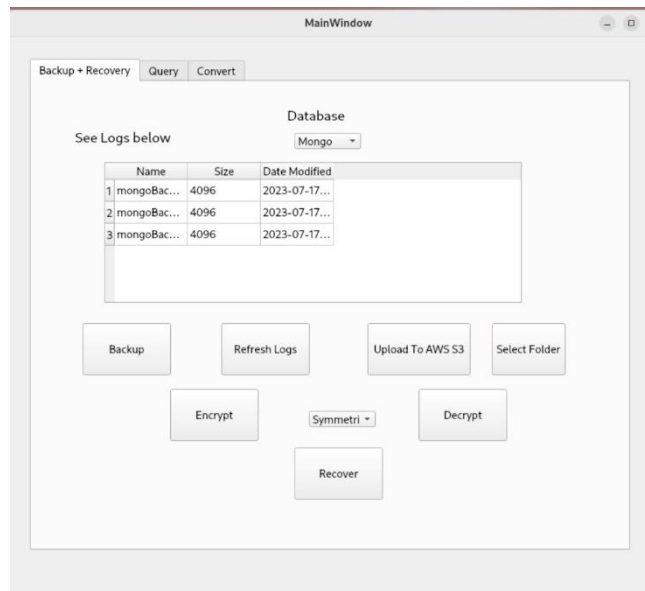 MainWindow
Backup + Recovery Query Convert
Database
See Logs below
Mongo
Name Size Date Modified
1 mongoBac... 4096 2023-07-17...
2 mongoBac... 4096 2023-07-17...
3 mongoBac... 4096 2023-07-17...
Backup Refresh Logs Upload To AWS S3 Select Folder
Encrypt Symmetri Decrypt
Recover